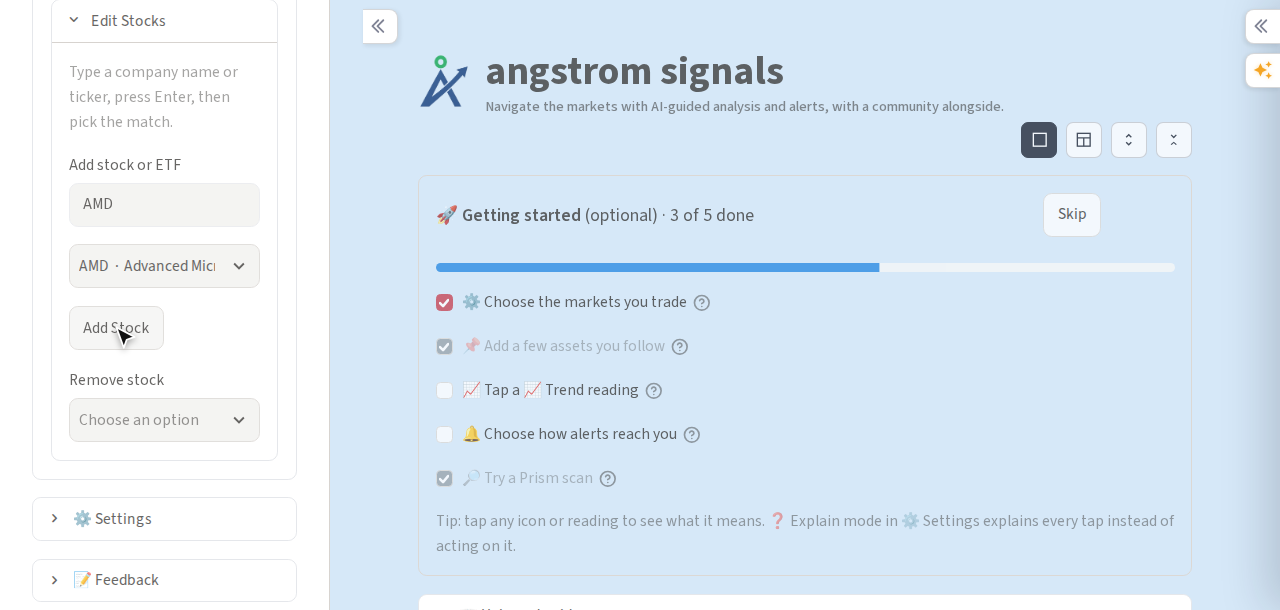 Edit Stocks
Type a company name or
ticker, press Enter, then
pick the match.
Add stock or ETF
AMD
AMD · Advanced Micr
Add Stock
Remove stock
Choose an option
⚙️ Settings
📝 Feedback
angstrom signals
Navigate the markets with AI-guided analysis and alerts, with a community alongside.
🚀 Getting started (optional) · 3 of 5 done
Skip
⚙️ Choose the markets you trade
📌 Add a few assets you follow
📈 Tap a 📈 Trend reading
🔔 Choose how alerts reach you
🔎 Try a Prism scan
Tip: tap any icon or reading to see what it means. ❓ Explain mode in ⚙️ Settings explains every tap instead of
acting on it.